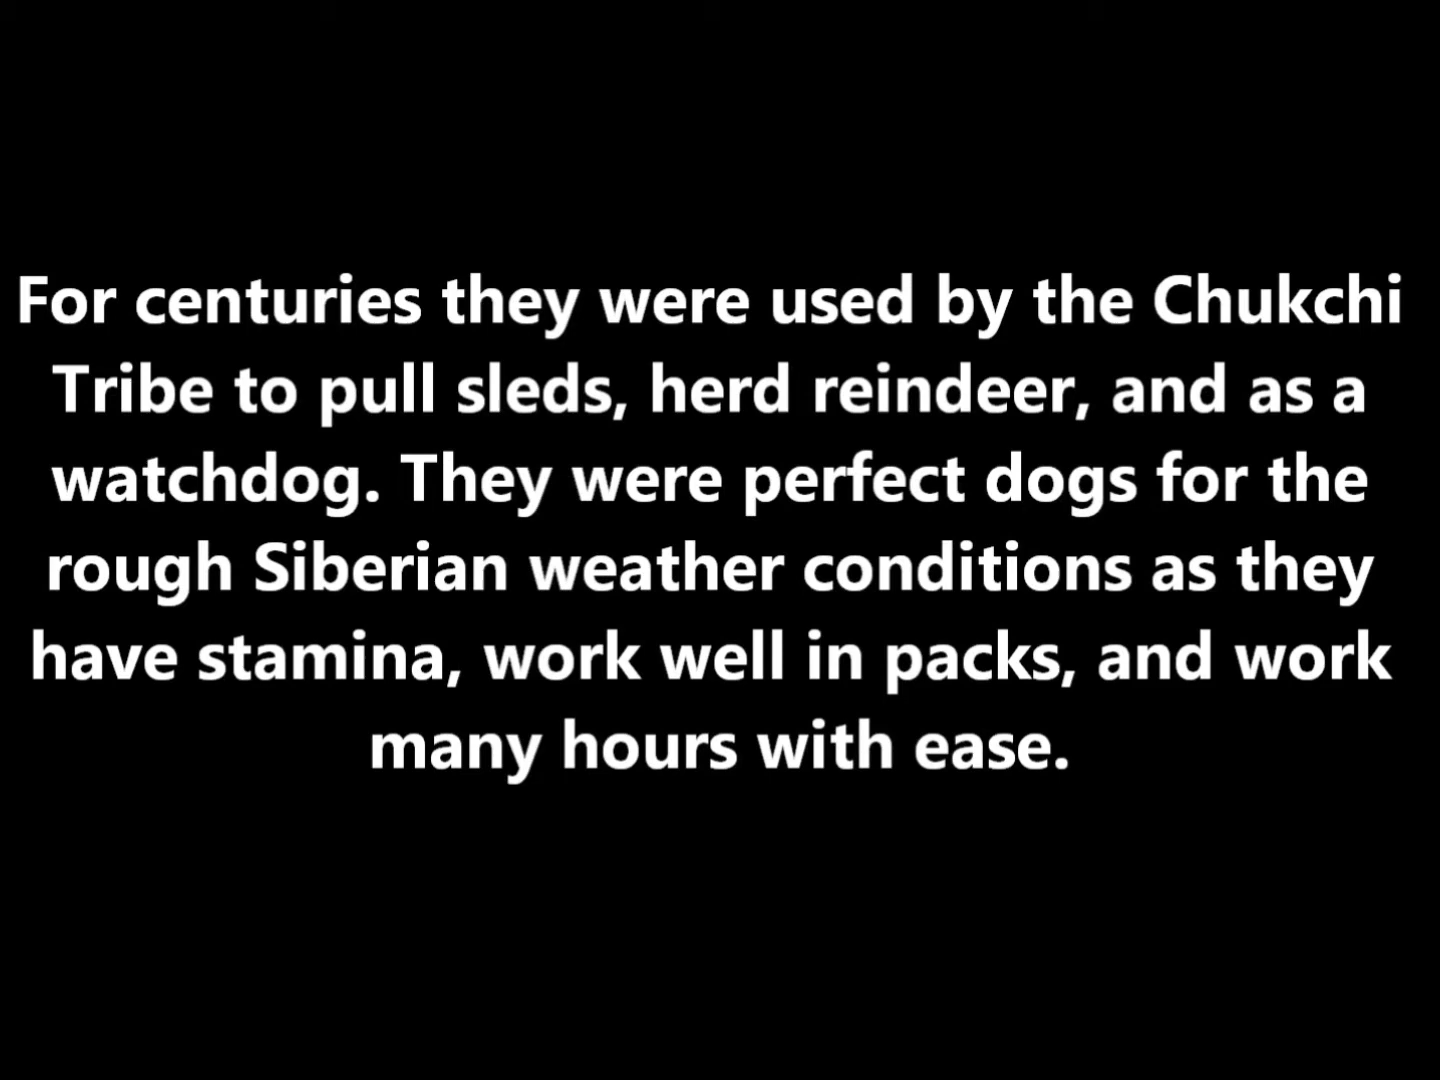 For centuries they were used by the Chukchi
Tribe to pull sleds, herd reindeer, and as a
watchdog. They were perfect dogs for the
rough Siberian weather conditions as they
have stamina, work well in packs, and work
many hours with ease.